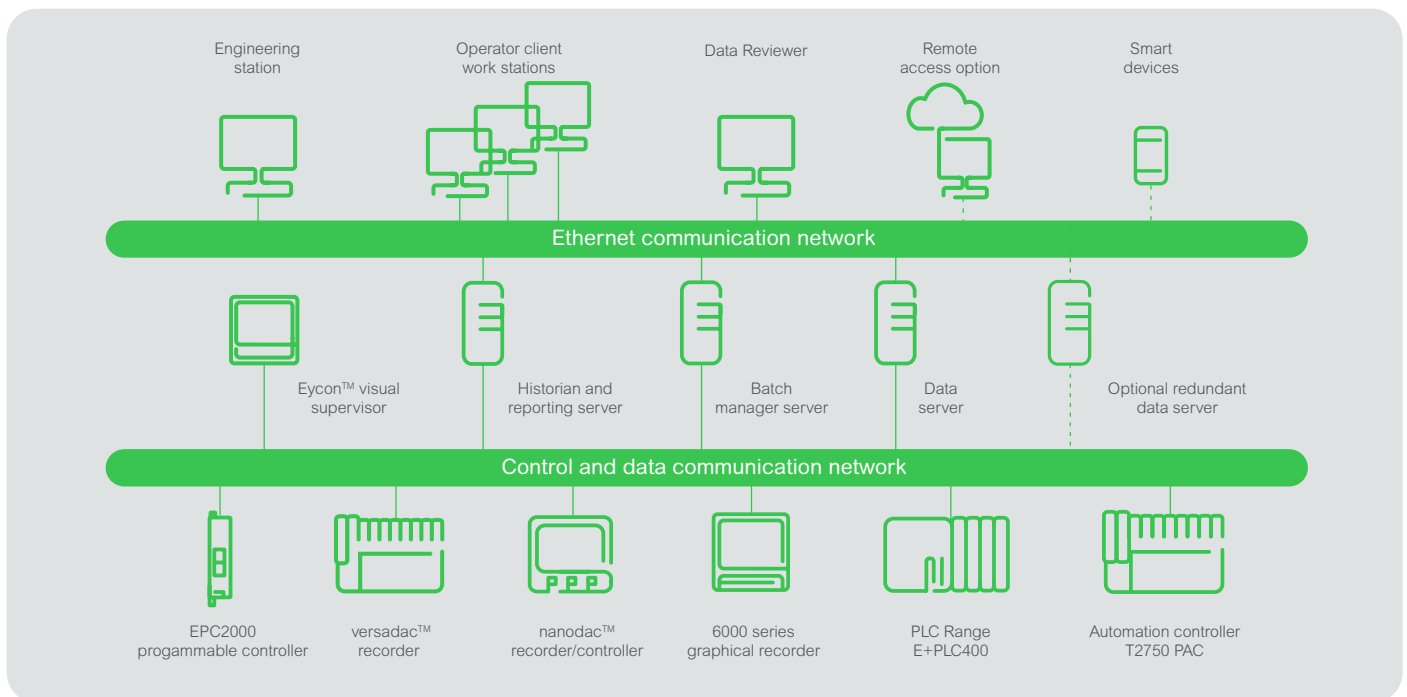 Engineering
station
Operator client
work stations
Data Reviewer
Remote
access option
Smart
devices
Ethernet communication network
Eycon™ visual
supervisor
Historian and
reporting server
Batch
manager server
Data
server
Optional redundant
data server
Control and data communication network
EPC2000
progammable controller
versadac™
recorder
nanodac™
recorder/controller
6000 series
graphical recorder
PLC Range
E+PLC400
Automation controller
T2750 PAC